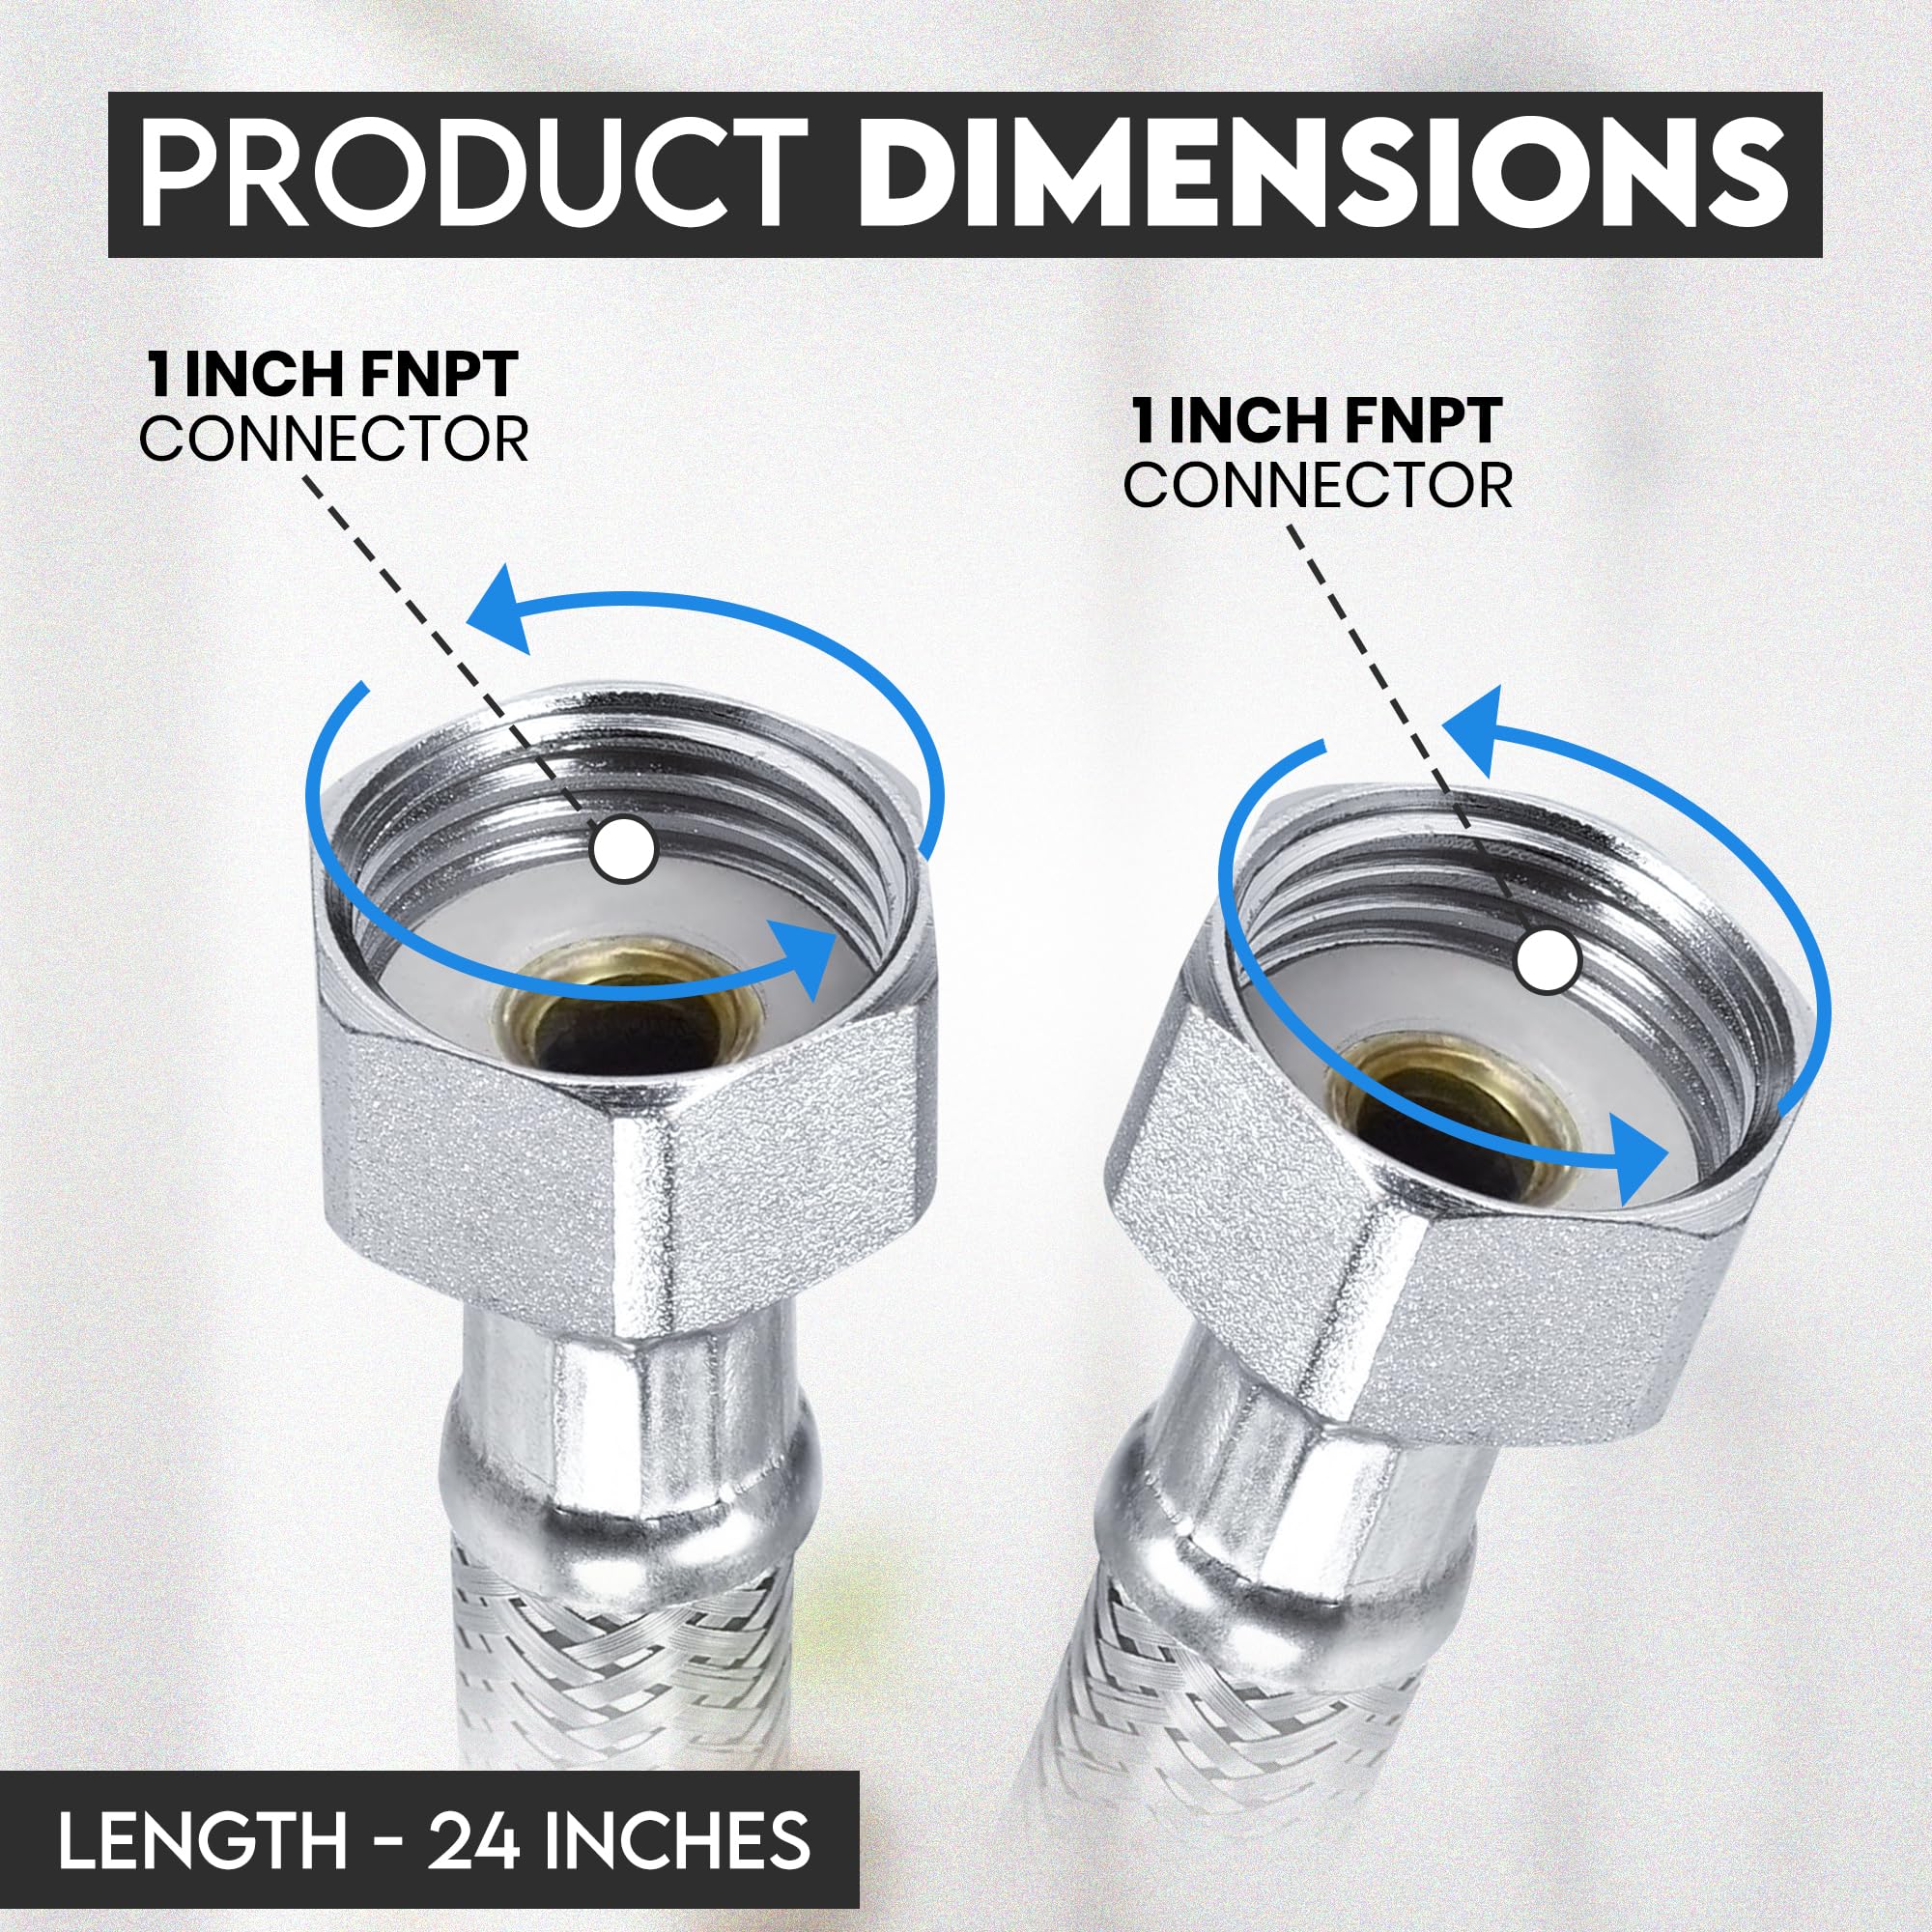 PRODUCT DIMENSIONS
1 INCH FNPT
CONNECTOR
1 INCH FNPT
CONNECTOR
LENGTH - 24 INCHES